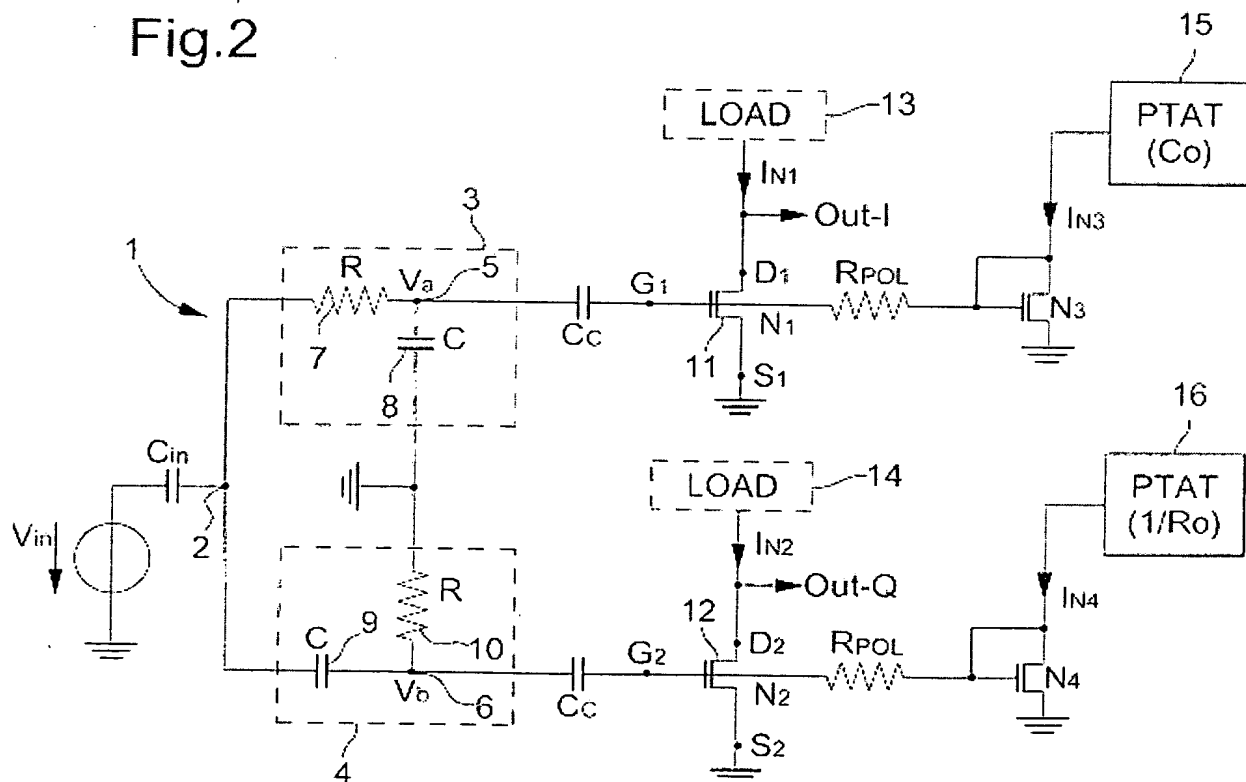 Fig.2
15
PTAT
(Co)
LOAD
13
IN1
Out-I
IN3
1
3
R
Va
5
7
C
8
Cc
G1
D1
N1
11
S1
RPOL
N3
Cin
2
Vin
16
PTAT
(1/Ro)
LOAD
14
IN2
Out-Q
IN4
R
10
C
9
Vb
6
4
Cc
G2
12
D2
N2
S2
RPOL
N4